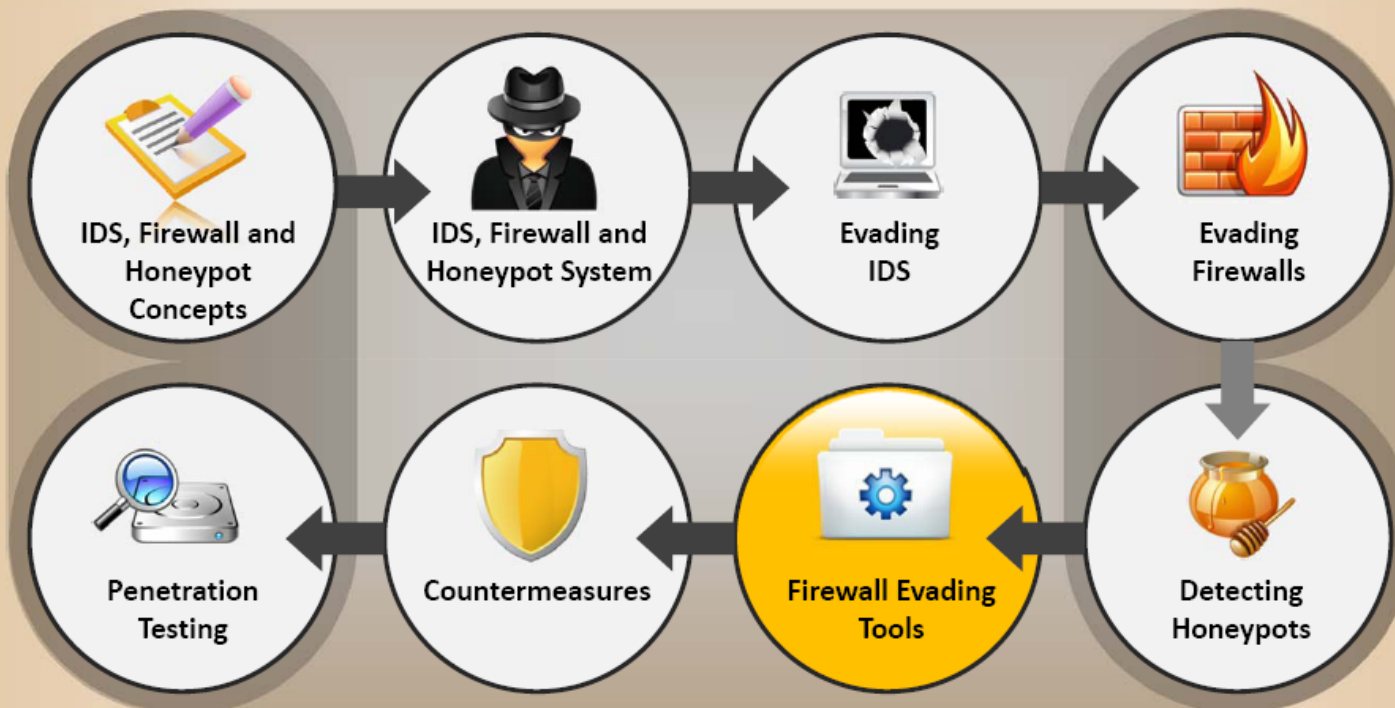 IDS, Firewall and
Honeypot
Concepts
IDS, Firewall and
Honeypot System
Evading
IDS
Evading
Firewalls
Detecting
Honeypots
Firewall Evading
Tools
Countermeasures
Penetration
Testing